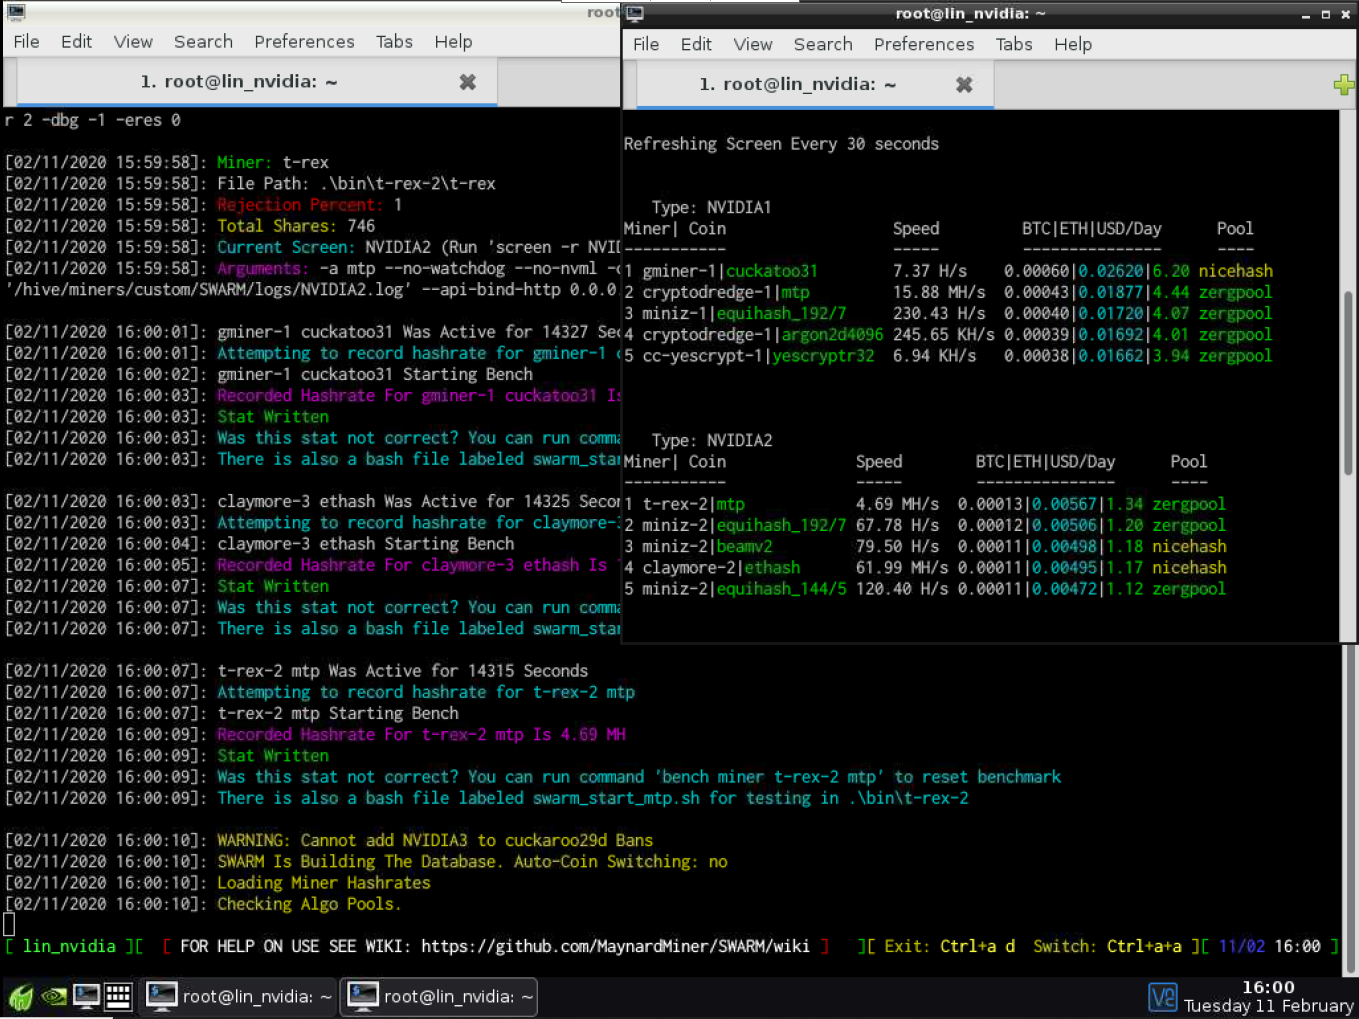 root
File Edit View Search Preferences Tabs Help
1. root@lin_nvidia: ~
r 2 -dbg -1 -eres 0
[02/11/2020 15:59:58]: Miner: t-rex
[02/11/2020 15:59:58]: File Path: .\bin\t-rex-2\t-rex
[02/11/2020 15:59:58]: Rejection Percent: 1
[02/11/2020 15:59:58]: Total Shares: 746
[02/11/2020 15:59:58]: Current Screen: NVIDIA2 (Run 'screen -r NVI
[02/11/2020 15:59:58]: Arguments: -a mtp --no-watchdog --no-nvml -
'/hive/miners/custom/SWARM/logs/NVIDIA2.log' --api-bind-http 0.0.0.
[02/11/2020 16:00:01]: gminer-1 cuckatoo31 Was Active for 14327 Sec
[02/11/2020 16:00:01]: Attempting to record hashrate for gminer-1
[02/11/2020 16:00:02]: gminer-1 cuckatoo31 Starting Bench
[02/11/2020 16:00:03]: Recorded Hashrate For gminer-1 cuckatoo31 Is
[02/11/2020 16:00:03]: Stat Written
[02/11/2020 16:00:03]: Was this stat not correct? You can run comma
[02/11/2020 16:00:03]: There is also a bash file labeled swarm_star
[02/11/2020 16:00:03]: claymore-3 ethash Was Active for 14325 Secon
[02/11/2020 16:00:03]: Attempting to record hashrate for claymore-3
[02/11/2020 16:00:04]: claymore-3 ethash Starting Bench
[02/11/2020 16:00:05]: Recorded Hashrate For claymore-3 ethash Is
[02/11/2020 16:00:07]: Stat Written
[02/11/2020 16:00:07]: Was this stat not correct? You can run comma
[02/11/2020 16:00:07]: There is also a bash file labeled swarm_star
[02/11/2020 16:00:07]: t-rex-2 mtp Was Active for 14315 Seconds
[02/11/2020 16:00:07]: Attempting to record hashrate for t-rex-2 mtp
[02/11/2020 16:00:07]: t-rex-2 mtp Starting Bench
[02/11/2020 16:00:09]: Recorded Hashrate For t-rex-2 mtp Is 4.69 MH
[02/11/2020 16:00:09]: Stat Written
[02/11/2020 16:00:09]: Was this stat not correct? You can run command 'bench miner t-rex-2 mtp' to reset benchmark
[02/11/2020 16:00:09]: There is also a bash file labeled swarm_start_mtp.sh for testing in .\bin\t-rex-2
[02/11/2020 16:00:10]: WARNING: Cannot add NVIDIA3 to cuckaroo29d Bans
[02/11/2020 16:00:10]: SWARM Is Building The Database. Auto-Coin Switching: no
[02/11/2020 16:00:10]: Loading Miner Hashrates
[02/11/2020 16:00:10]: Checking Algo Pools.
[ lin_nvidia ][ [ FOR HELP ON USE SEE WIKI: https://github.com/MaynardMiner/SWARM/wiki ] ][ Exit: Ctrl+a d Switch: Ctrl+a+a ][ 11/02 16:00 ]
root@lin_nvidia: ~
File Edit View Search Preferences Tabs Help
1. root@lin_nvidia: ~
Refreshing Screen Every 30 seconds
Type: NVIDIA1
Miner| Coin Speed BTC|ETH|USD/Day Pool
----------- ----- --------------- ----
1 gminer-1|cuckatoo31 7.37 H/s 0.00060|0.02620|6.20 nicehash
2 cryptodredge-1|mtp 15.88 MH/s 0.00043|0.01877|4.44 zergpool
3 miniz-1|equihash_192/7 230.43 H/s 0.00040|0.01720|4.07 zergpool
4 cryptodredge-1|argon2d4096 245.65 KH/s 0.00039|0.01692|4.01 zergpool
5 cc-yescrypt-1|yescryptr32 6.94 KH/s 0.00038|0.01662|3.94 zergpool
Type: NVIDIA2
Miner| Coin Speed BTC|ETH|USD/Day Pool
----------- ----- --------------- ----
1 t-rex-2|mtp 4.69 MH/s 0.00013|0.00567|1.34 zergpool
2 miniz-2|equihash_192/7 67.78 H/s 0.00012|0.00506|1.20 zergpool
3 miniz-2|beamv2 79.50 H/s 0.00011|0.00498|1.18 nicehash
4 claymore-2|ethash 61.99 MH/s 0.00011|0.00495|1.17 nicehash
5 miniz-2|equihash_144/5 120.40 H/s 0.00011|0.00472|1.12 zergpool
root@lin_nvidia: ~
root@lin_nvidia: ~
16:00
Tuesday 11 February